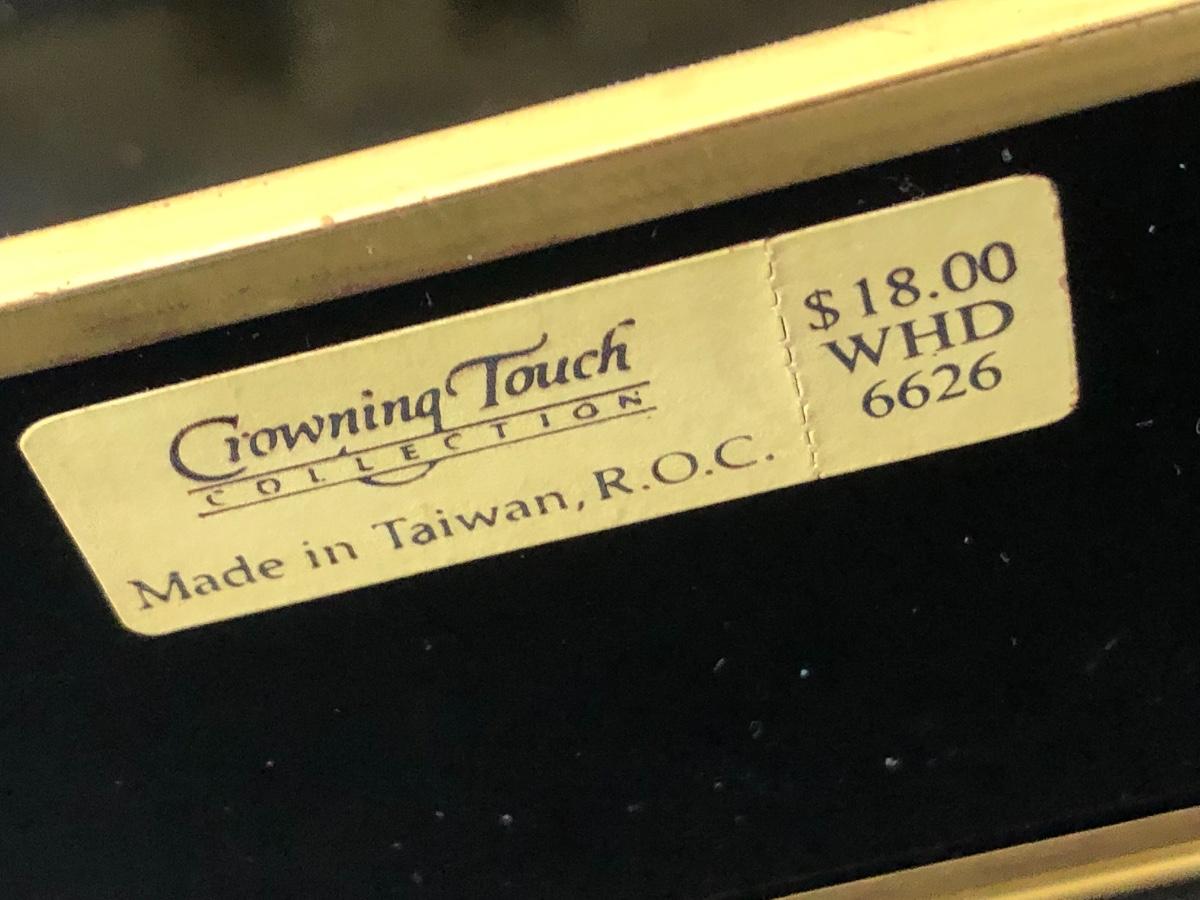 Crowning Touch
COLLECTION
Made in Taiwan, R.O.C.
$18.00
WHD
6626